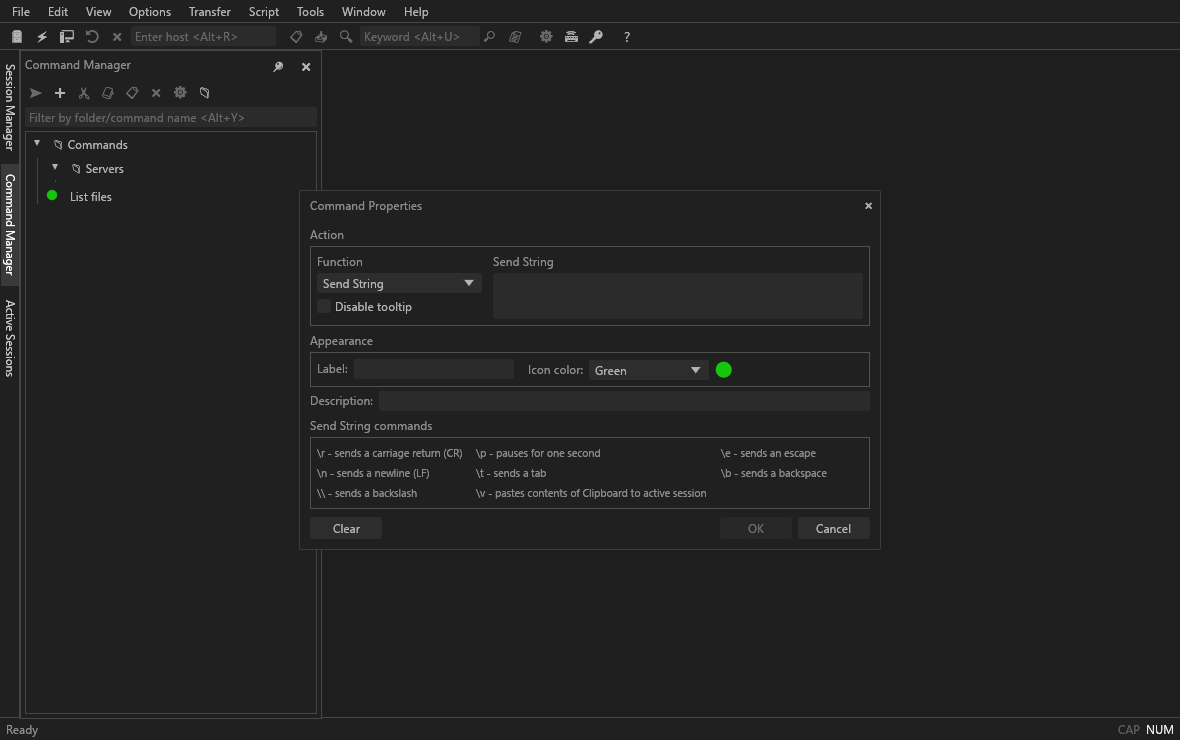 File Edit View Options Transfer Script Tools Window Help
Enter host <Alt+R> Keyword <Alt+U> ?
Session Manager
Command Manager
Active Sessions
Command Manager
Filter by folder/command name <Alt+Y>
Commands
Servers
List files
Command Properties
Action
Function Send String
Send String
Disable tooltip
Appearance
Label: Icon color: Green
Description:
Send String commands
\r - sends a carriage return (CR) \p - pauses for one second \e - sends an escape
\n - sends a newline (LF) \t - sends a tab \b - sends a backspace
\\ - sends a backslash \v - pastes contents of Clipboard to active session
Clear OK Cancel
Ready CAP NUM